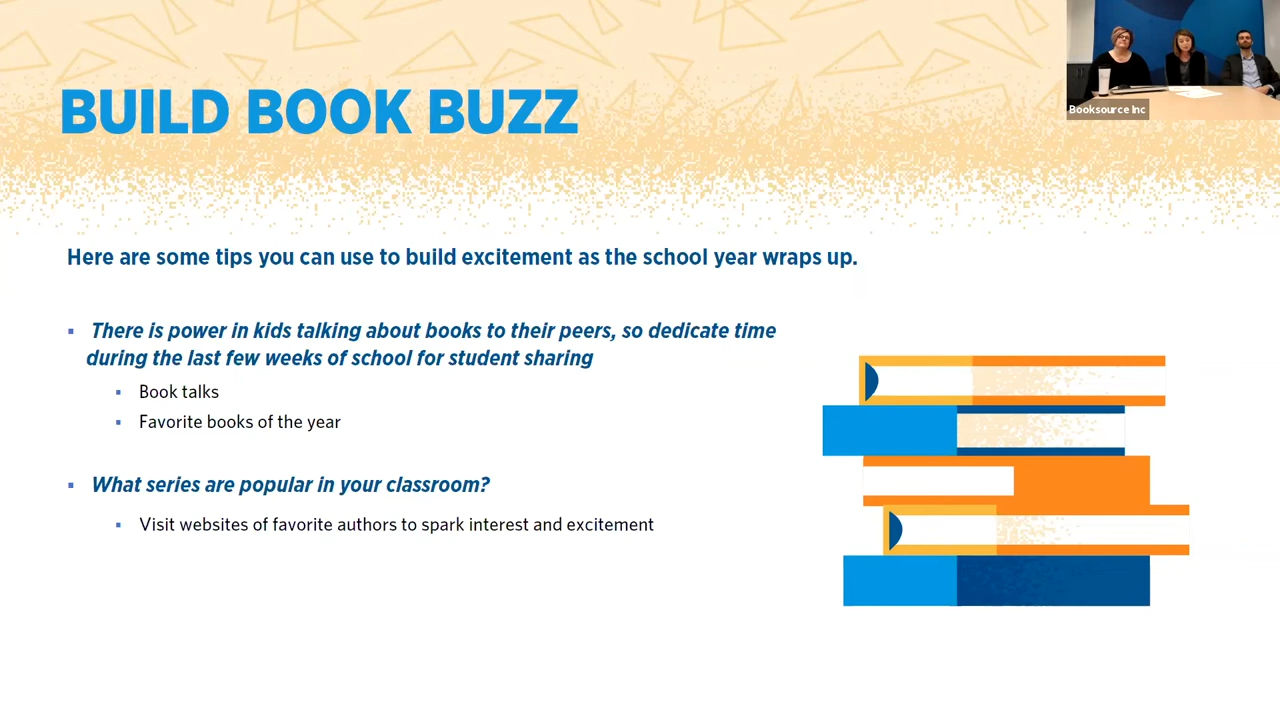 BUILD BOOK BUZZ
Booksource Inc
Here are some tips you can use to build excitement as the school year wraps up.
▪ There is power in kids talking about books to their peers, so dedicate time
during the last few weeks of school for student sharing
▪ Book talks
▪ Favorite books of the year
▪ What series are popular in your classroom?
▪ Visit websites of favorite authors to spark interest and excitement